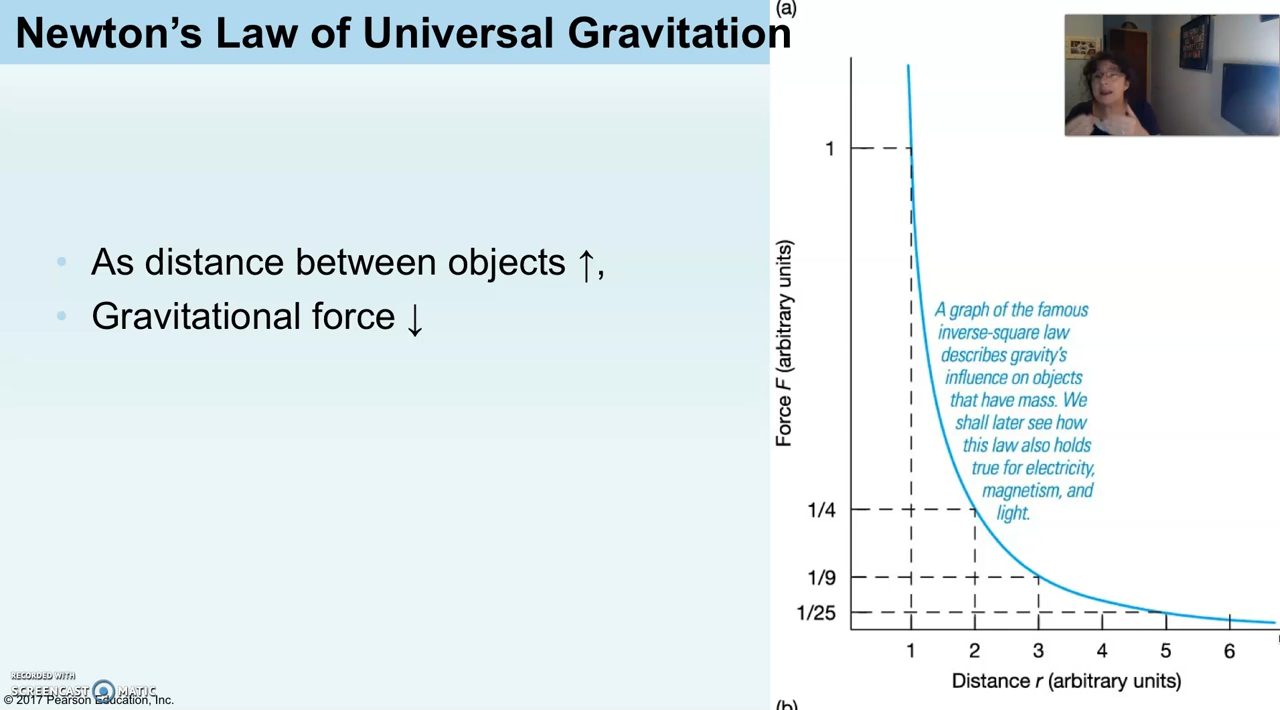 Newton's Law of Universal Gravitation
• As distance between objects ↑,
• Gravitational force ↓
(a)
1
1/4
1/9
1/25
Force F (arbitrary units)
A graph of the famous
inverse-square law
describes gravity's
influence on objects
that have mass. We
shall later see how
this law also holds
true for electricity,
magnetism, and
light.
1 2 3 4 5 6
Distance r (arbitrary units)
(b)
RECORDED WITH
SCREENCAST MATIC
© 2017 Pearson Education, Inc.